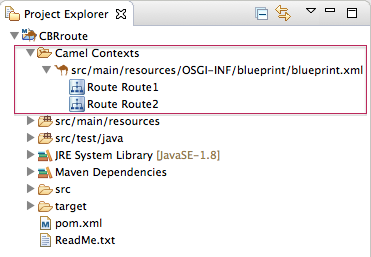 Project Explorer
CBRroute
Camel Contexts
src/main/resources/OSGI-INF/blueprint/blueprint.xml
Route Route1
Route Route2
src/main/resources
src/test/java
JRE System Library [JavaSE-1.8]
Maven Dependencies
src
target
pom.xml
ReadMe.txt